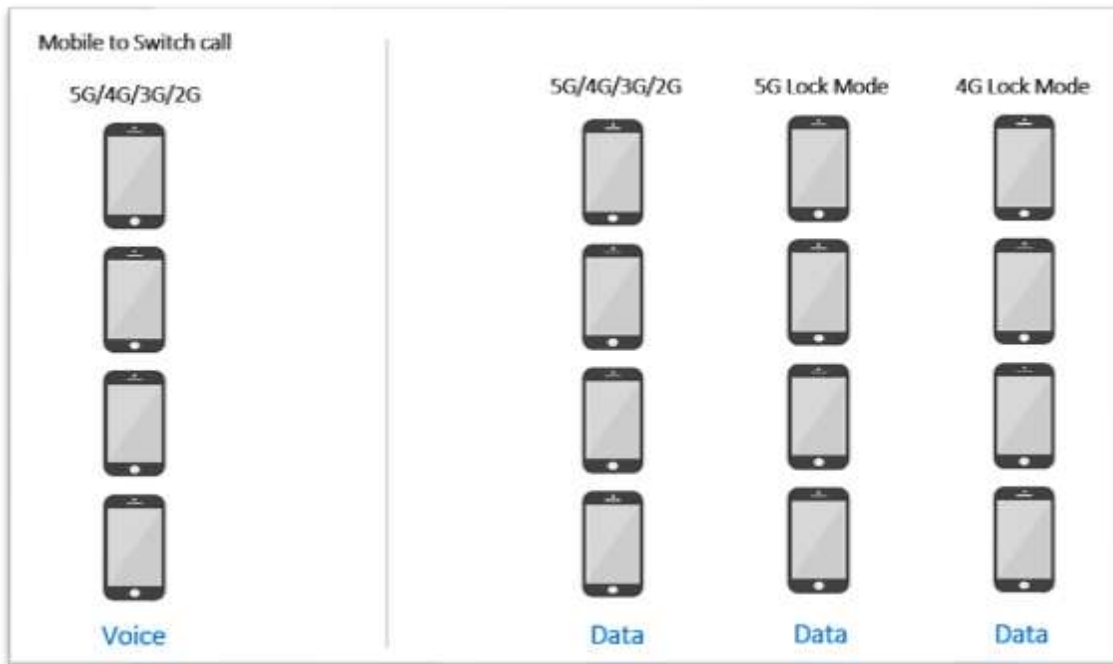 Mobile to Switch call
5G/4G/3G/2G
5G/4G/3G/2G
5G Lock Mode
4G Lock Mode
Voice
Data
Data
Data